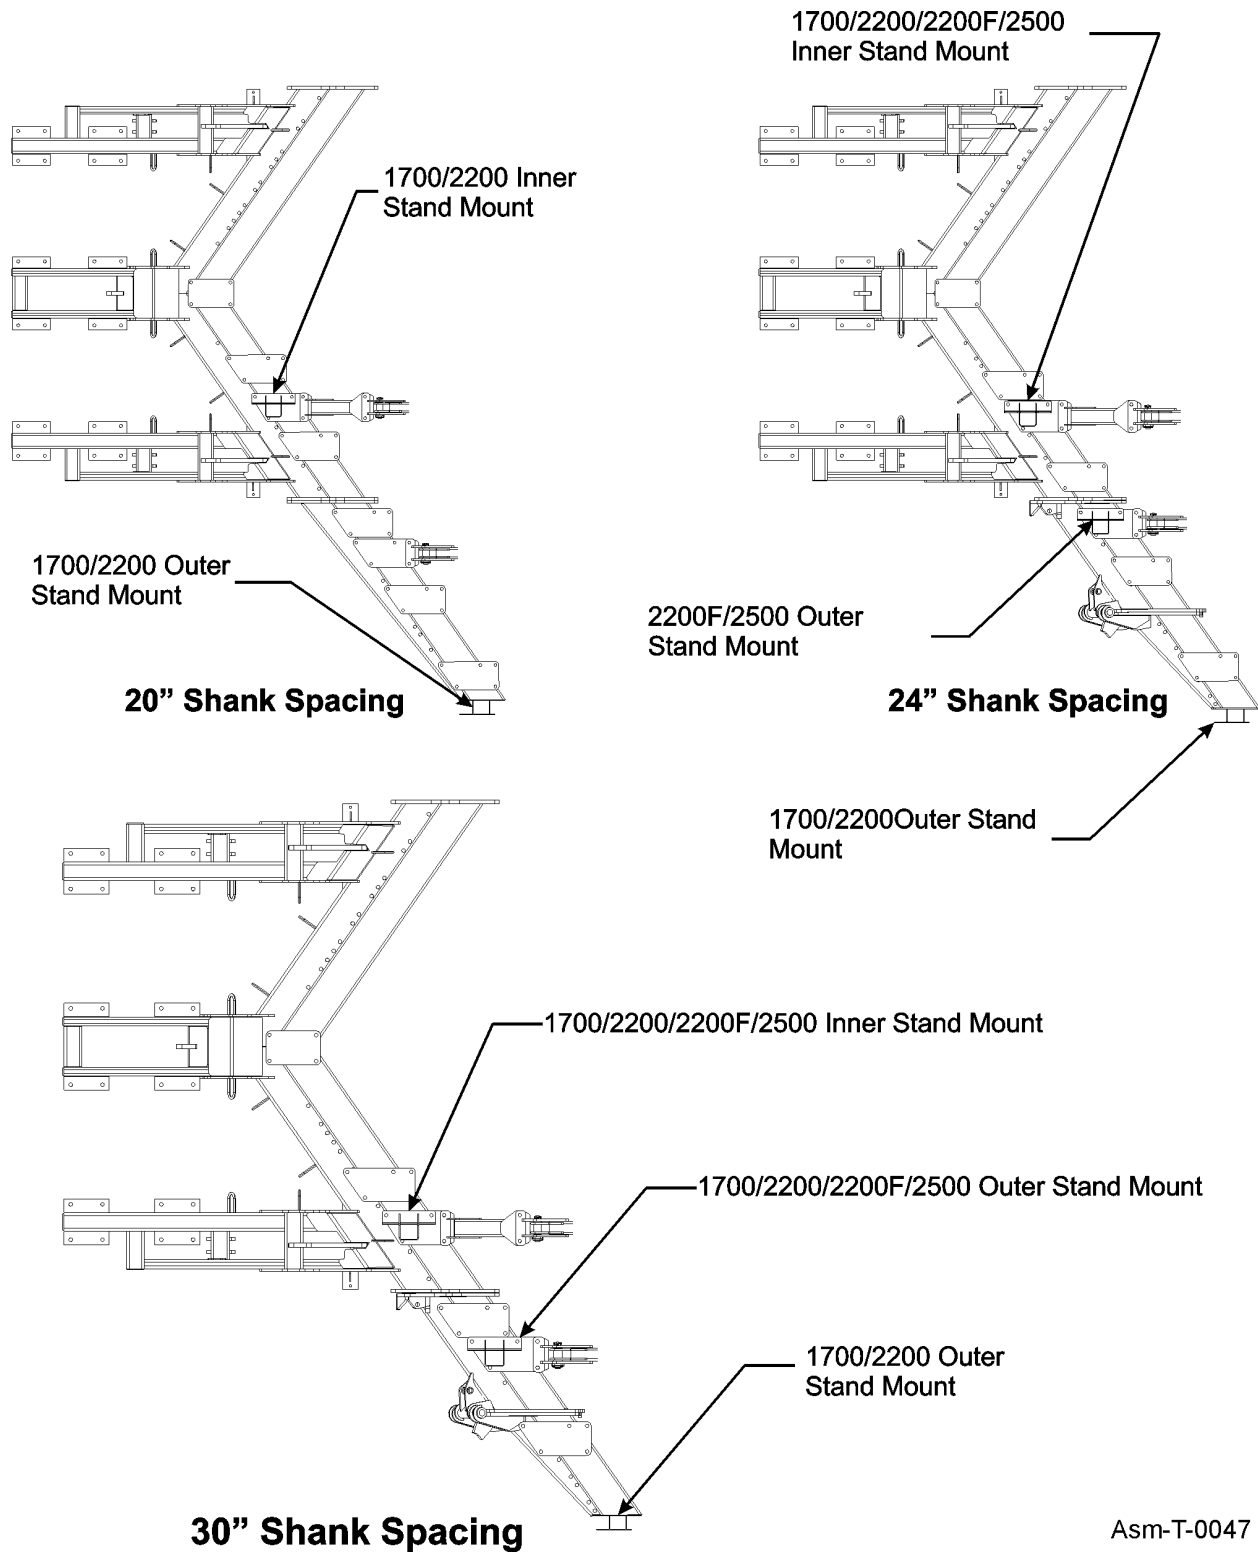 1700/2200/2200F/2500
Inner Stand Mount
1700/2200 Inner
Stand Mount
1700/2200 Outer
Stand Mount
20” Shank Spacing
2200F/2500 Outer
Stand Mount
24” Shank Spacing
1700/2200Outer Stand
Mount
1700/2200/2200F/2500 Inner Stand Mount
1700/2200/2200F/2500 Outer Stand Mount
1700/2200 Outer
Stand Mount
30” Shank Spacing
Asm-T-0047